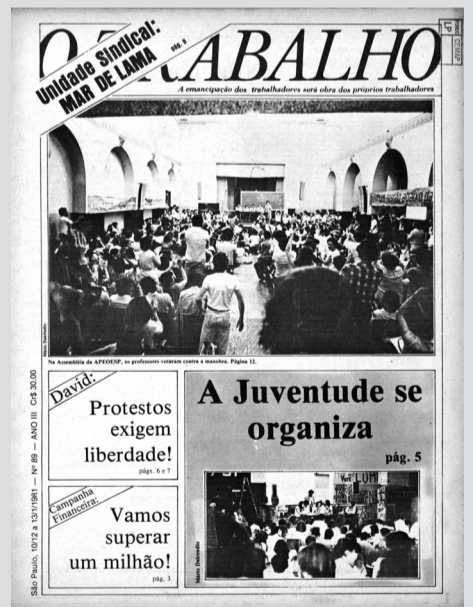 Unidade Sindical:
MAR DE LAMA
pág. 9
O TRABALHO
A emancipação dos trabalhadores será obra dos próprios trabalhadores
Mário Dalcêndio
Na Assembléia da APEOESP, os professores votaram contra a manobra. Página 12.
David:
Protestos
exigem
liberdade!
págs. 6 e 7
Campanha
Financeira:
Vamos
superar
um milhão!
pág. 3
A Juventude se
organiza
pág. 5
São Paulo, 10/12 a 13/1/1981 — Nº 89 — ANO III Cr$ 30,00